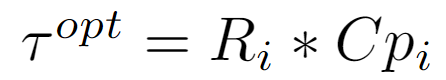 τ^{opt} = R_i * Cp_i